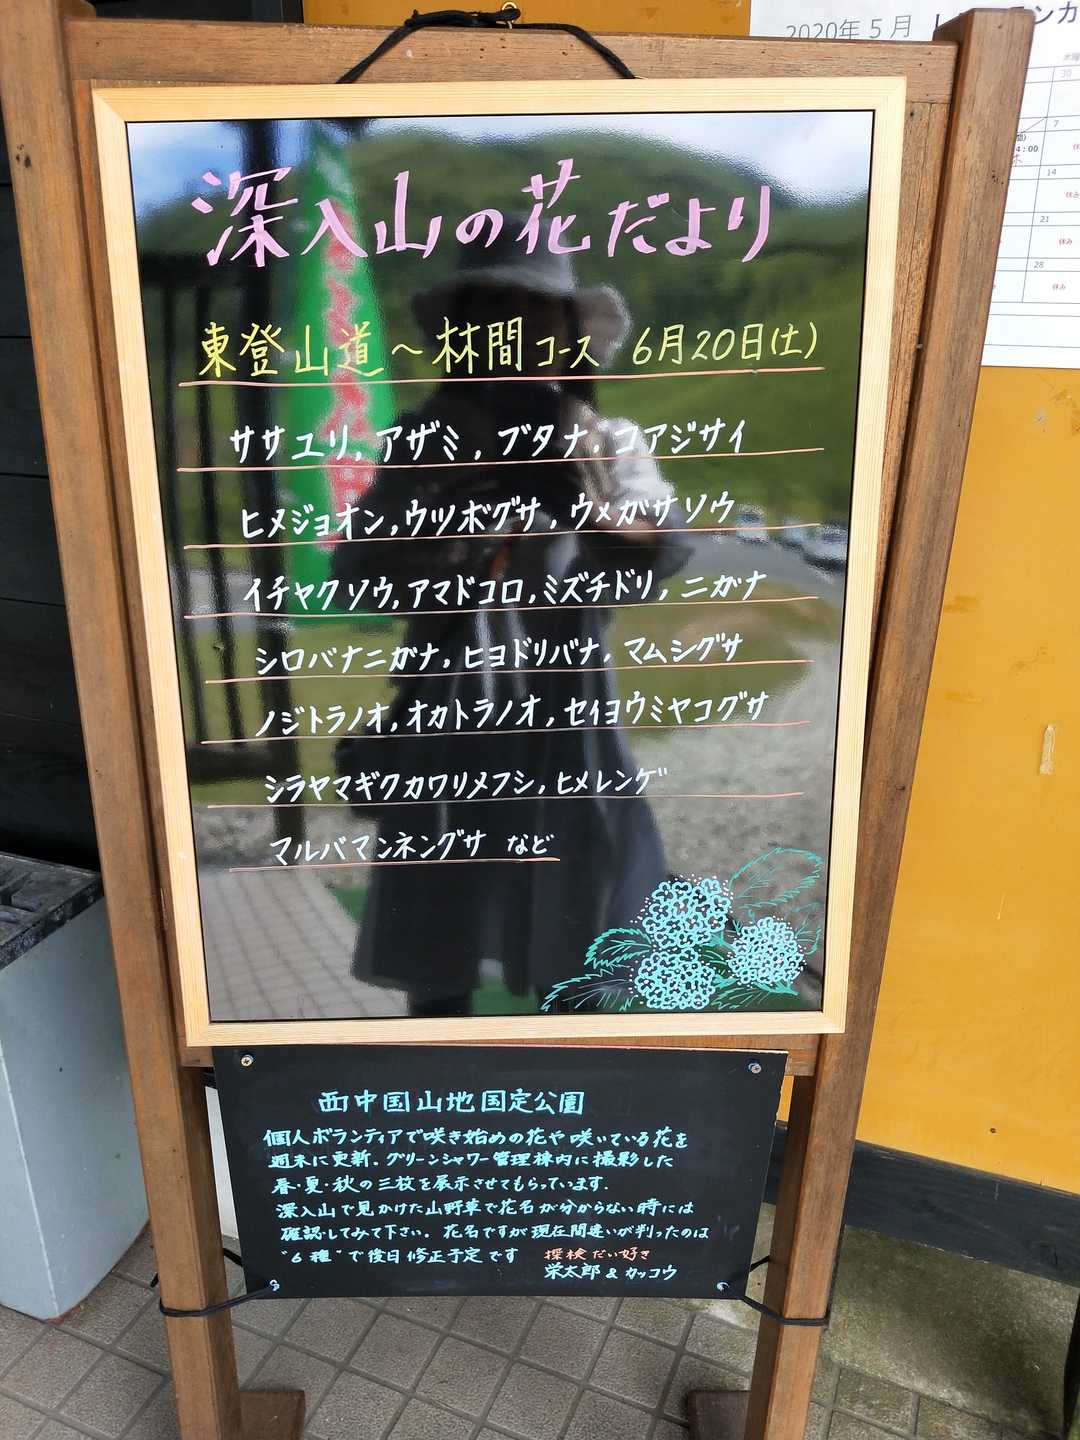 2020年5月
深入山の花だより
東登山道～林間コース 6月20日(土)
ササユリ, アザミ, ブタナ・コアジサイ
ヒメジョオン, ウツボグサ, ウメガサソウ
イチヤクソウ, アマドコロ, ミズチドリ, ニガナ
シロバナニガナ, ヒヨドリバナ, マムシグサ
ノジトラノオ, オカトラノオ, セイヨウミヤコグサ
シラヤマギクカワリメフシ, ヒメレンゲ
マルバマンネングサ など
西中国山地国定公園
個人ボランティアで咲き始めの花や咲いている花を
週末に更新. グリーンシャワー管理棟内に撮影した
春・夏・秋の三枚を展示させてもらっています.
深入山で見かけた山野草で花名が分からない時には
確認してみて下さい. 花名ですが現在間違いが判ったのは
"6種"で後日修正予定です 探検だい好き
栄太郎 & カッコウ